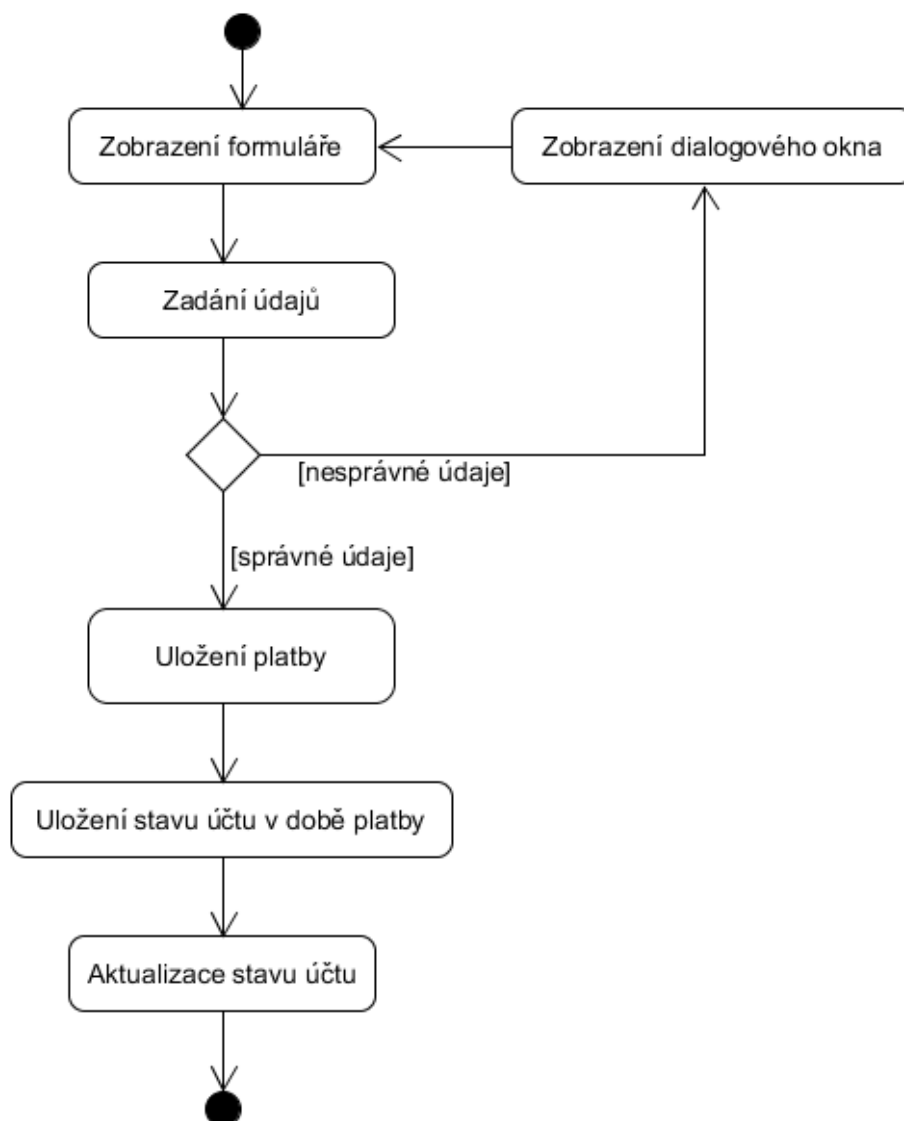 Zobrazení formuláře
Zobrazení dialogového okna
Zadání údajů
[nesprávné údaje]
[správné údaje]
Uložení platby
Uložení stavu účtu v době platby
Aktualizace stavu účtu